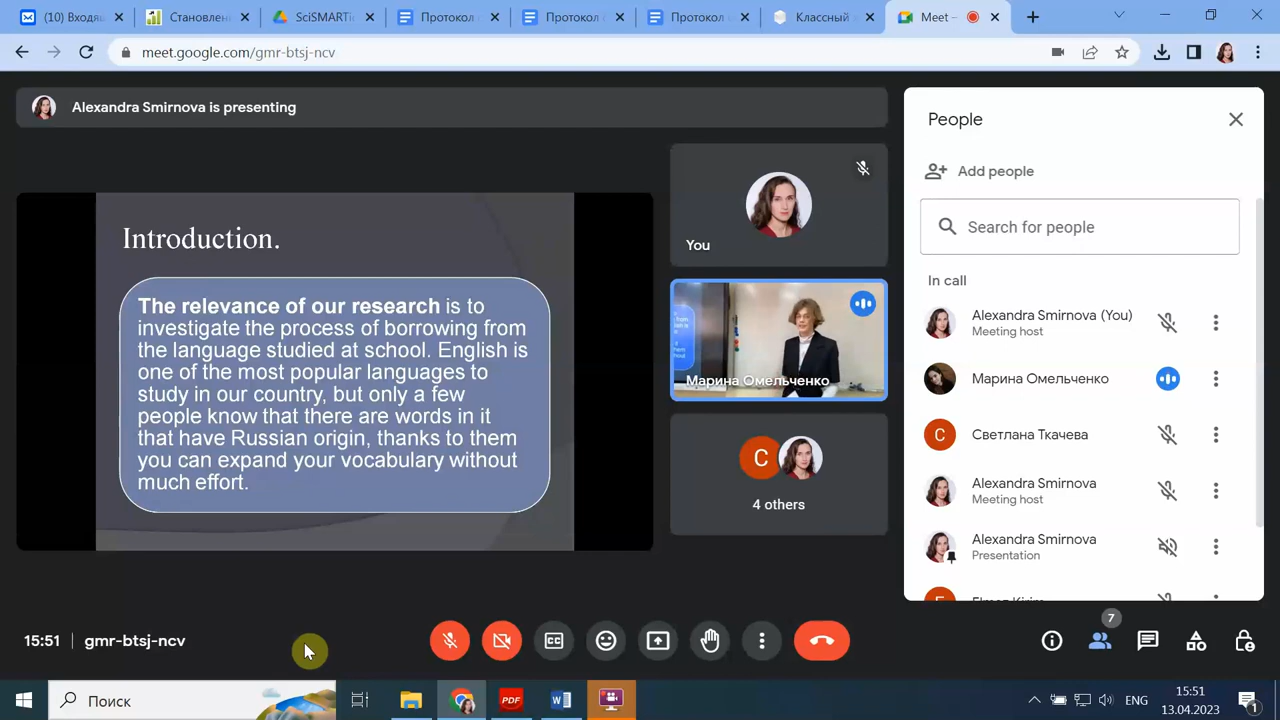 (10) Входящ
Становлени
SciSMARTi
Протокол с
Протокол с
Протокол
Классный
Meet –
meet.google.com/gmr-btsj-ncv
Alexandra Smirnova is presenting
Introduction.
The relevance of our research is to
investigate the process of borrowing from
the language studied at school. English is
one of the most popular languages to
study in our country, but only a few
people know that there are words in it
that have Russian origin, thanks to them
you can expand your vocabulary without
much effort.
You
Марина Омельченко
C
4 others
People
Add people
Search for people
In call
Alexandra Smirnova (You)
Meeting host
Марина Омельченко
C
Светлана Ткачева
Alexandra Smirnova
Meeting host
Alexandra Smirnova
Presentation
15:51
gmr-btsj-ncv
CC
7
Поиск
PDF
ENG
15:51
13.04.2023
1